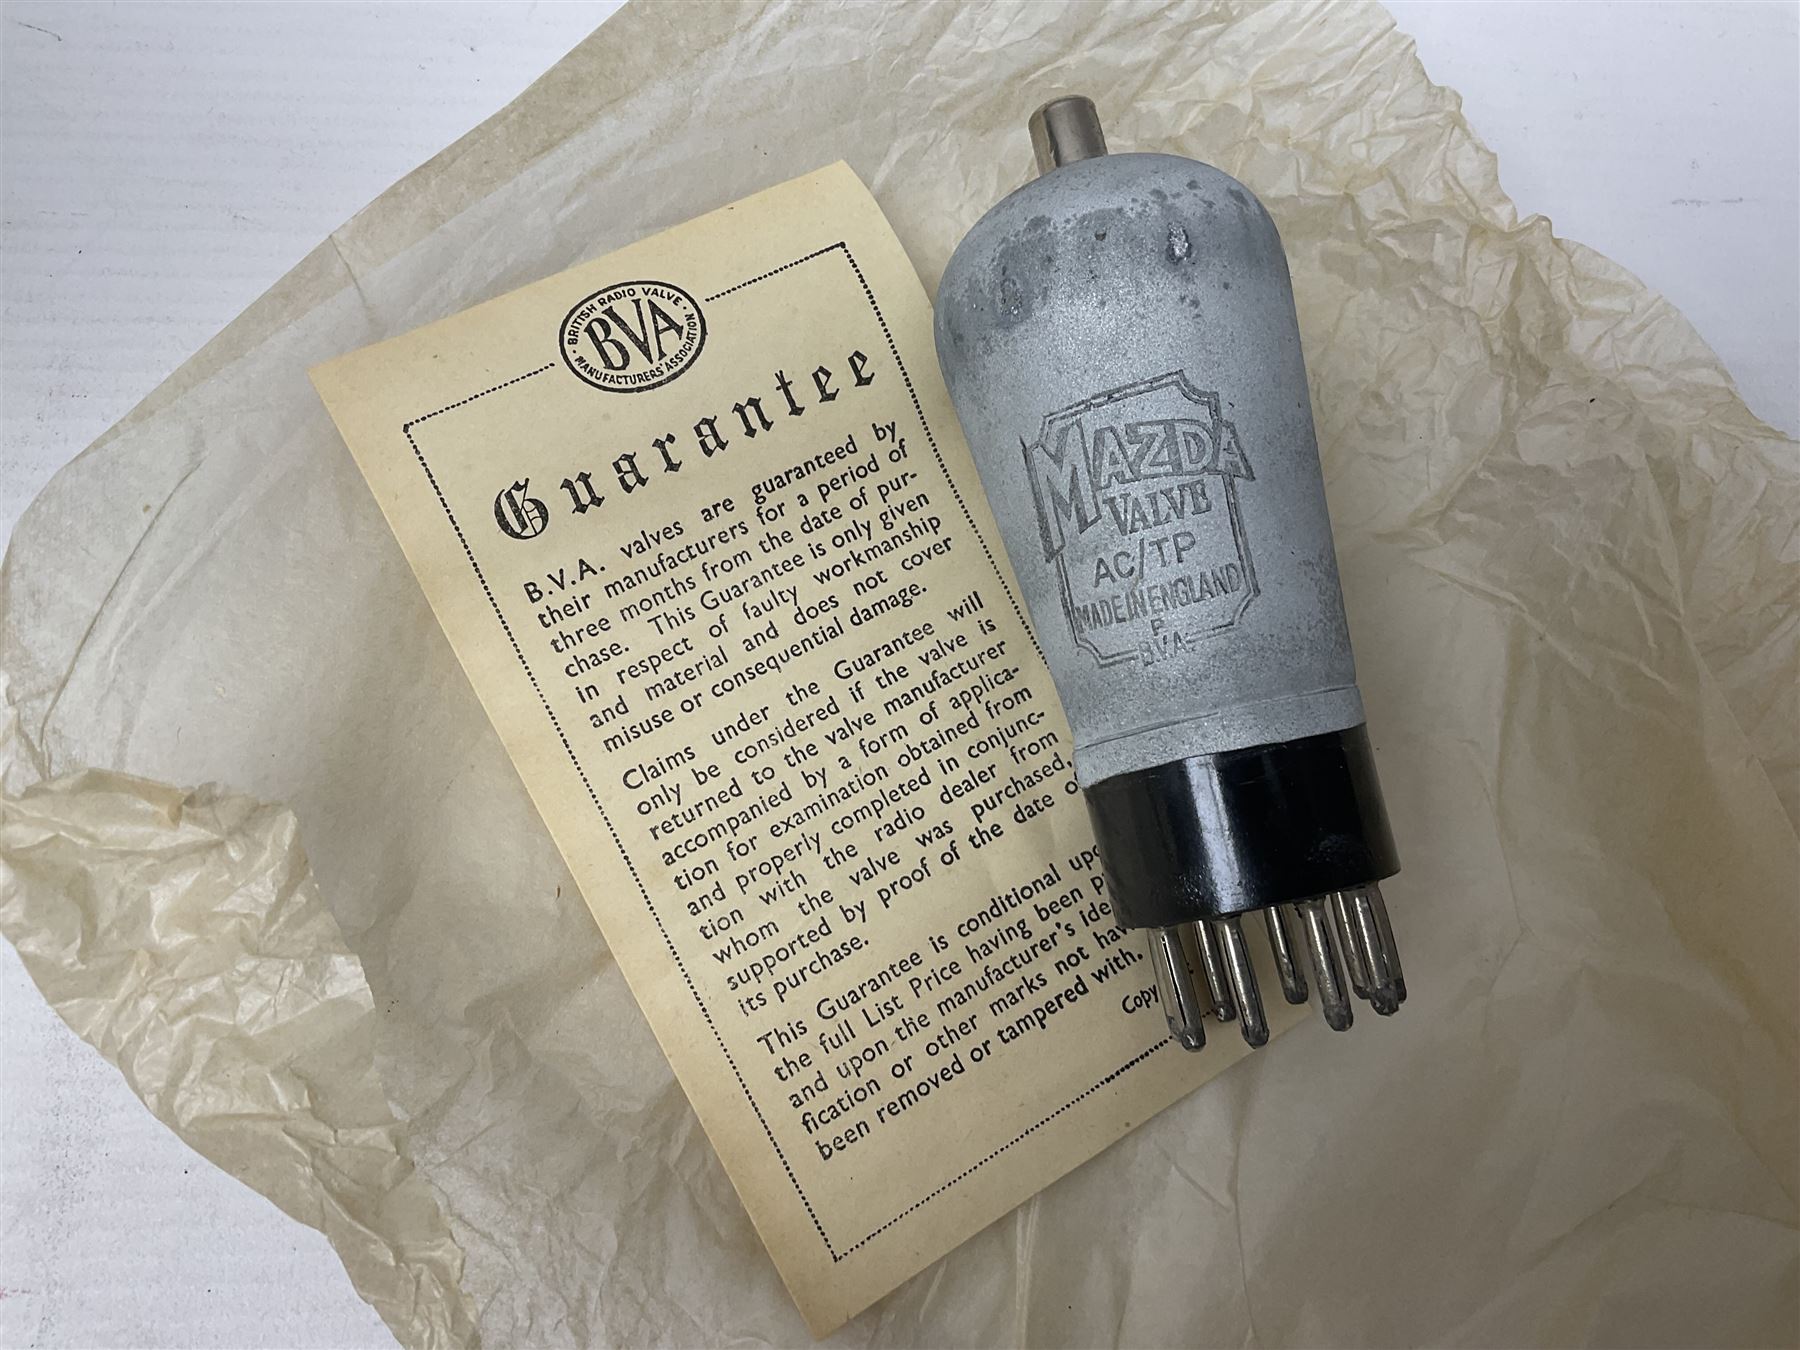 BRITISH RADIO VALVE
BVA
MANUFACTURERS' ASSOCIATION
Guarantee
B.V.A. valves are guaranteed by
their manufacturers for a period of
three months from the date of pur-
chase. This Guarantee is only given
in respect of faulty workmanship
and material and does not cover
misuse or consequential damage.
Claims under the Guarantee will
only be considered if the valve is
returned to the valve manufacturer
accompanied by a form of applica-
tion for examination obtained from
and properly completed in conjunc-
tion with the radio dealer from
whom the valve was purchased,
supported by proof of the date
its purchase.
This Guarantee is conditional
the full List Price having been
and upon the manufacturer's
fication or other marks not
been removed or tampered with.
MAZDA
VALVE
AC/TP
MADE IN ENGLAND
P
B.V.A.